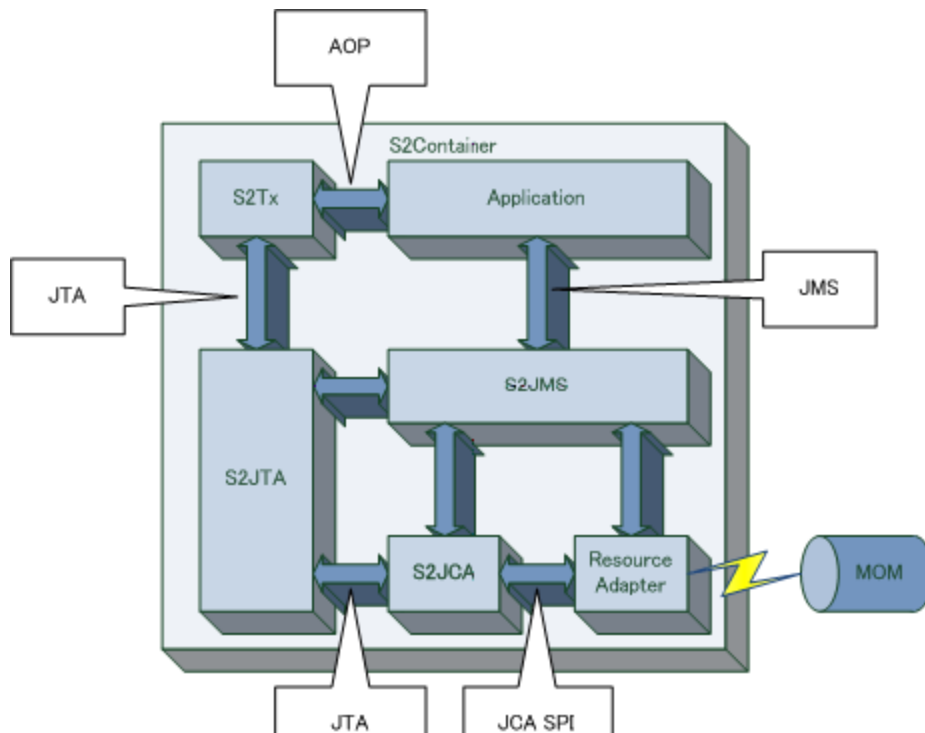 AOP
S2Container
S2Tx
Application
JTA
JMS
S2JMS
S2JTA
S2JCA
Resource
Adapter
MOM
JTA
JCA SPI